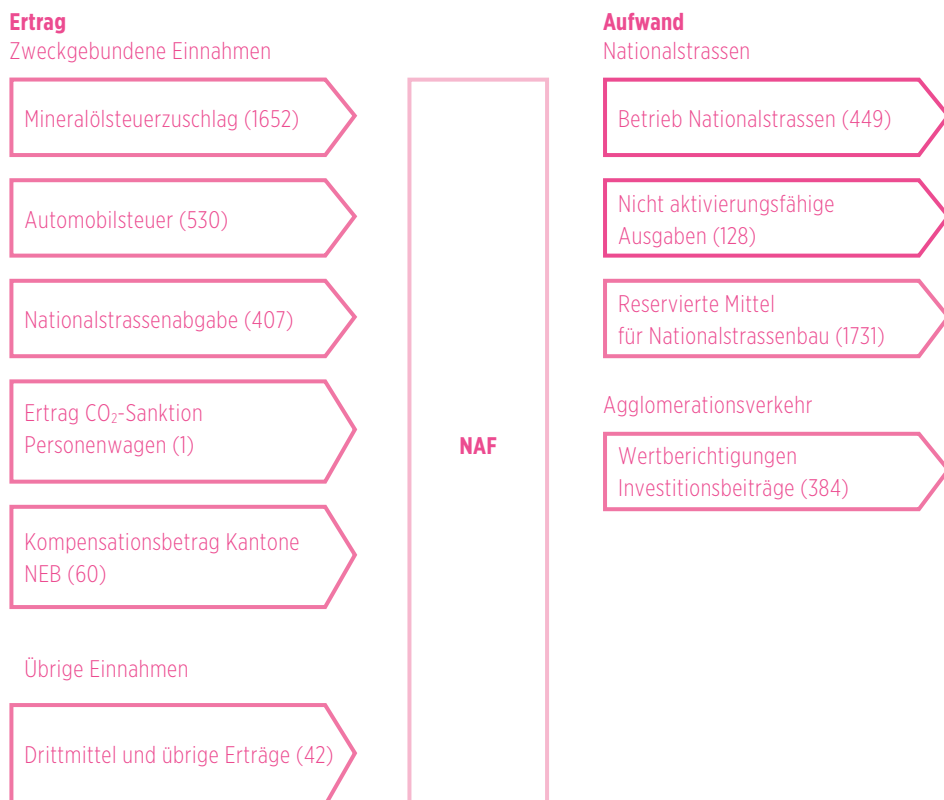 Ertrag
Zweckgebundene Einnahmen
Mineralölsteuerzuschlag (1652)
Automobilsteuer (530)
Nationalstrassenabgabe (407)
Ertrag CO₂-Sanktion
Personenwagen (1)
Kompensationsbetrag Kantone
NEB (60)
Übrige Einnahmen
Drittmittel und übrige Erträge (42)
NAF
Aufwand
Nationalstrassen
Betrieb Nationalstrassen (449)
Nicht aktivierungsfähige
Ausgaben (128)
Reservierte Mittel
für Nationalstrassenbau (1731)
Agglomerationsverkehr
Wertberichtigungen
Investitionsbeiträge (384)